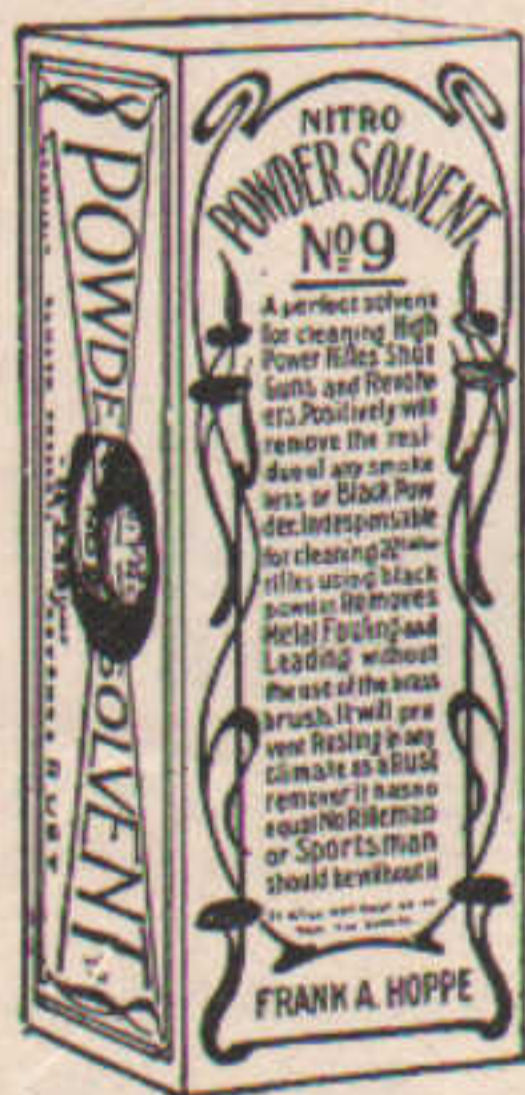 NITRO
POWDER SOLVENT
No 9
A perfect solvent
for cleaning High
Power Rifles Shot
Guns and Revolv-
ers. Positively will
remove the resi-
due of any smoke
less or Black Pow
der. Indespensible
for cleaning 22
rifles using black
powder. Removes
Metal Fouling and
Leading without
the use of the brass
brush. It will pre
vent Rusting in any
climate as a Rust
remover it has no
equal No Rifleman
or Sportsman
should be without it
FRANK A. HOPPE
POWDER SOLVENT